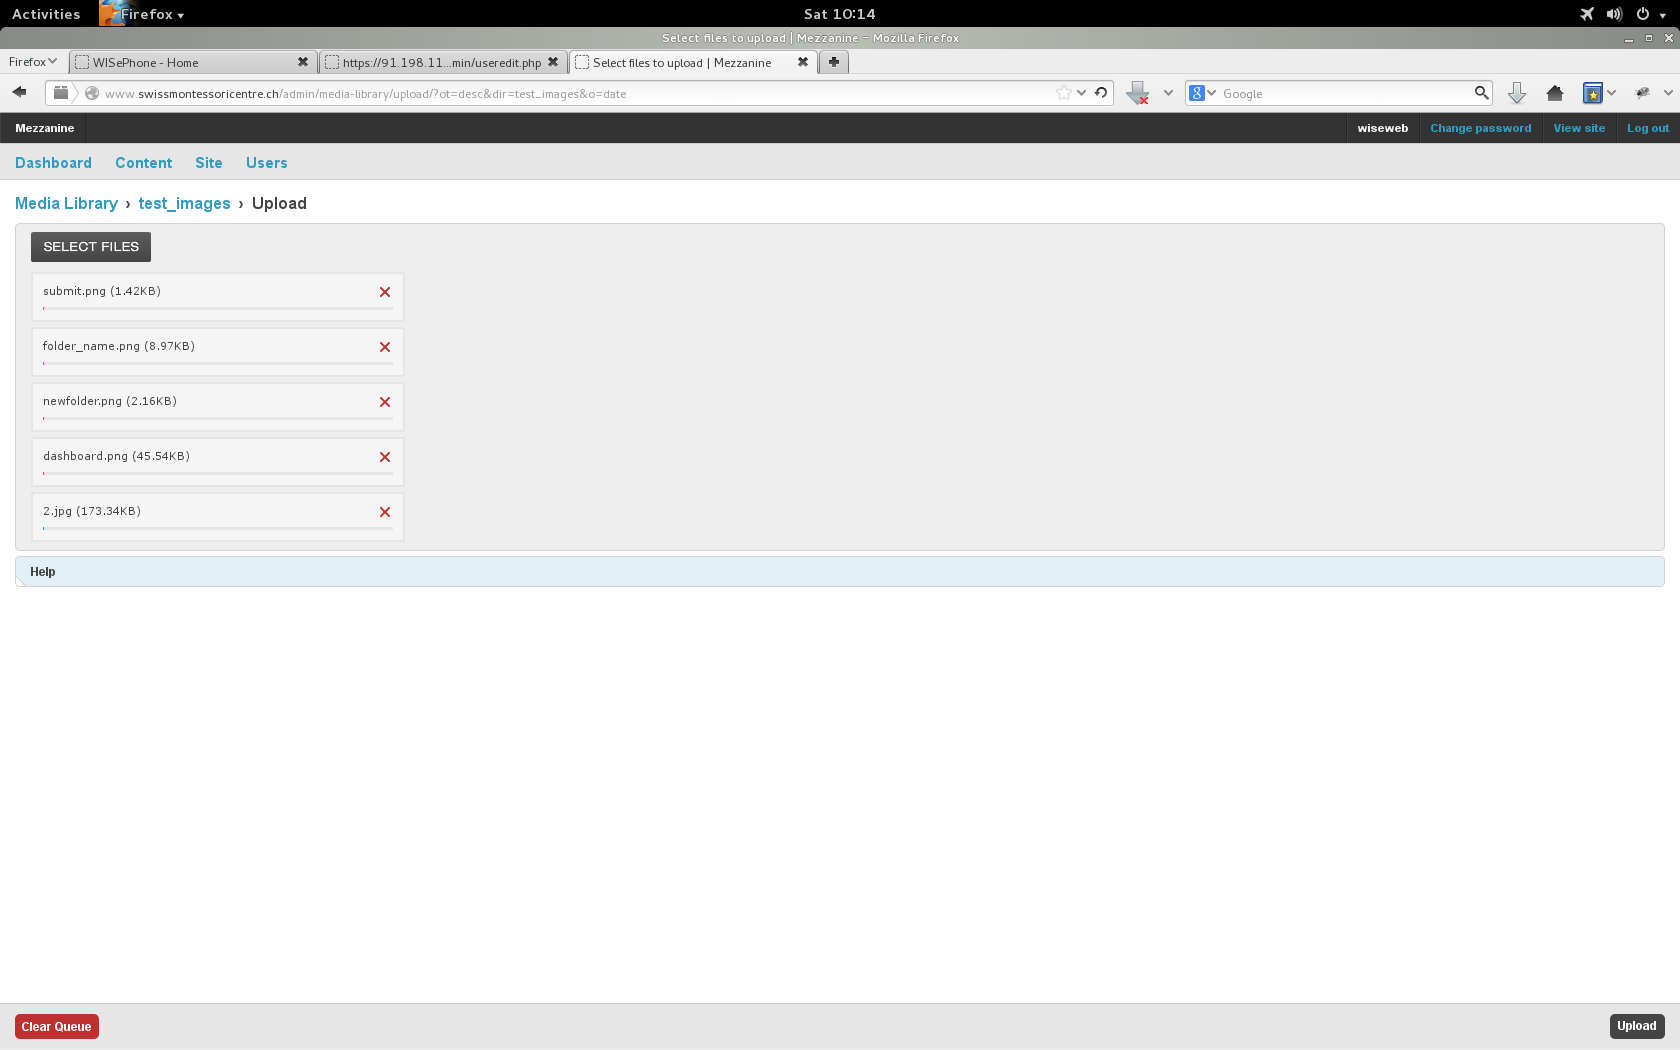 Activities Firefox Sat 10:14
Select files to upload | Mezzanine - Mozilla Firefox
Firefox WISePhone - Home https://91.198.11...min/useredit.php Select files to upload | Mezzanine
www.swissmontessoricentre.ch/admin/media-library/upload/?ot=desc&dir=test_images&o=date 8 Google
Mezzanine wiseweb Change password View site Log out
Dashboard Content Site Users
Media Library › test_images › Upload
SELECT FILES
submit.png (1.42KB)
folder_name.png (8.97KB)
newfolder.png (2.16KB)
dashboard.png (45.54KB)
2.jpg (173.34KB)
Help
Clear Queue Upload